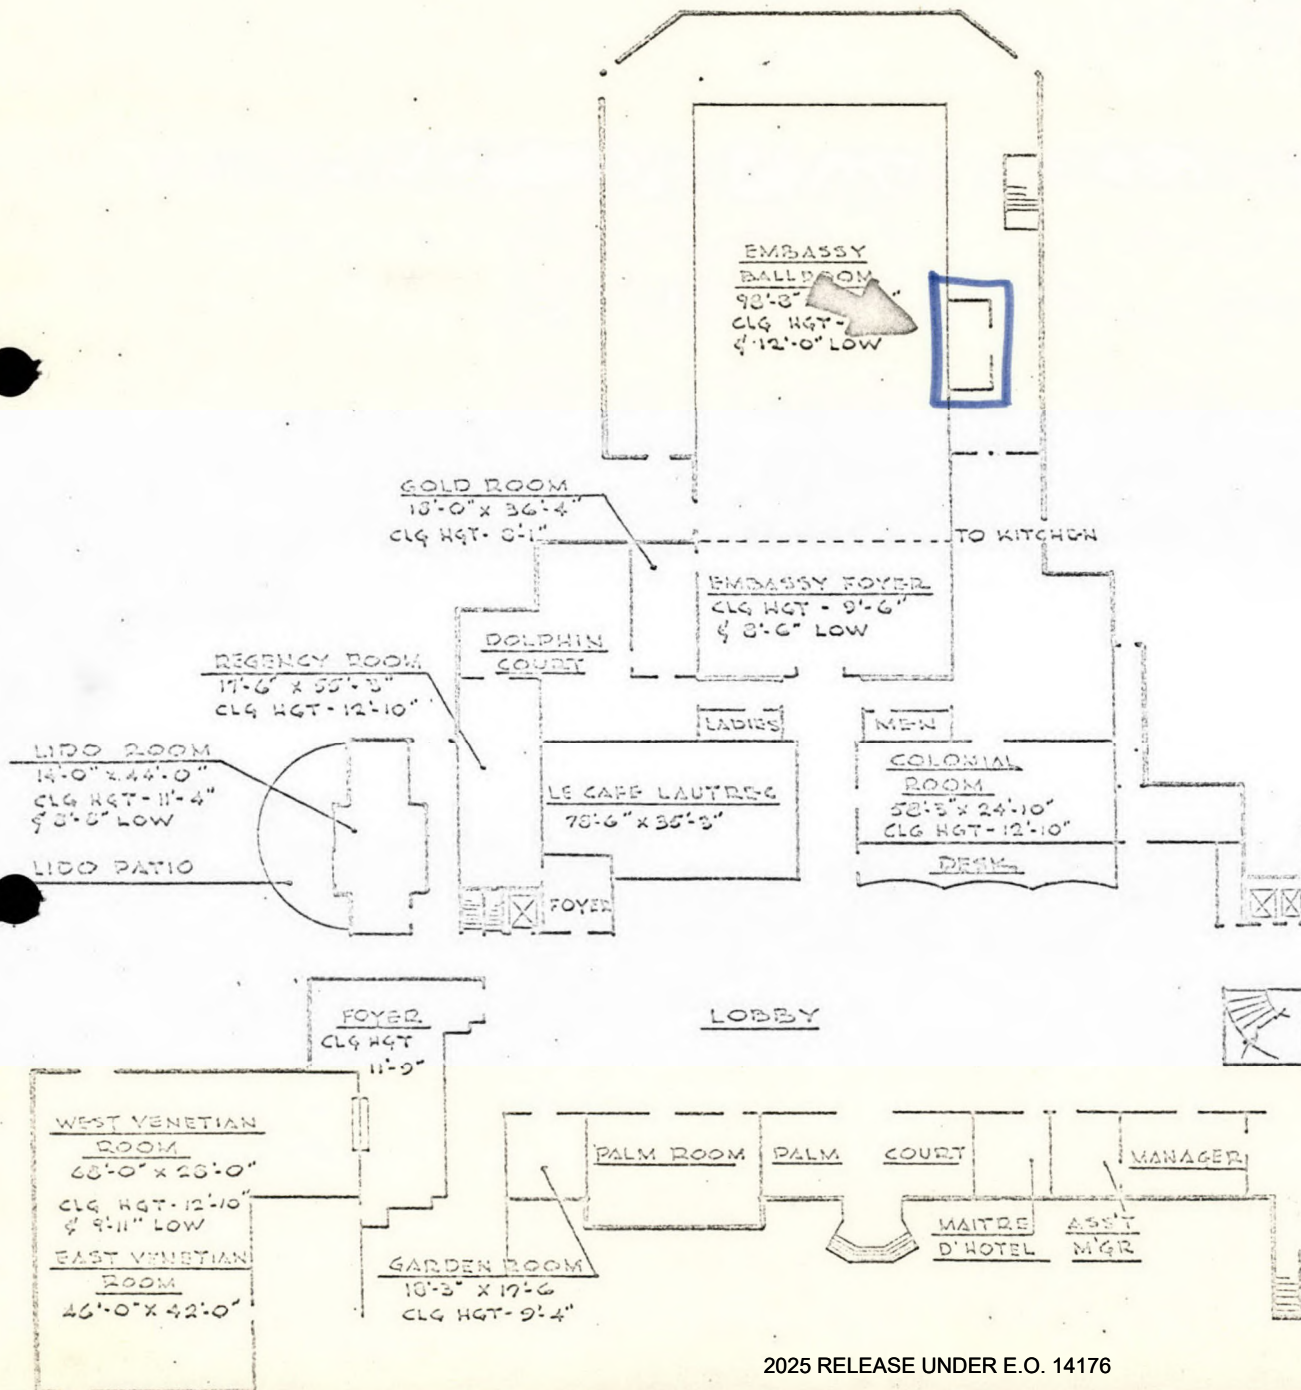 EMBASSY
BALLROOM
98'-8"
CLG HGT-
& 12'-0" LOW
GOLD ROOM
18'-0" X 36'-4"
CLG HGT- 8'-1"
TO KITCHEN
EMBASSY FOYER
CLG HGT - 9'-6"
& 8'-6" LOW
DOLPHIN
COURT
REGENCY ROOM
17'-6" X 55'-3"
CLG HGT-12'-10"
LADIES
MEN
LIDO ROOM
14'-0" X 44'-0"
CLG HGT-11'-4"
& 8'-8" LOW
LE CAFE LAUTREC
78'-6" X 35'-3"
COLONIAL
ROOM
58'-3" X 24'-10"
CLG HGT-12'-10"
LIDO PATIO
DESK
FOYER
FOYER
CLG HGT
11'-9"
LOBBY
WEST VENETIAN
ROOM
68'-0" X 28'-0"
CLG HGT-12'-10"
& 9'-11" LOW
PALM ROOM
PALM COURT
MANAGER
MAITRE
D'HOTEL
ASS'T
M'GR
EAST VENETIAN
ROOM
46'-0" X 42'-0"
GARDEN ROOM
18'-3" X 17'-6
CLG HGT-9'-4"
2025 RELEASE UNDER E.O. 14176